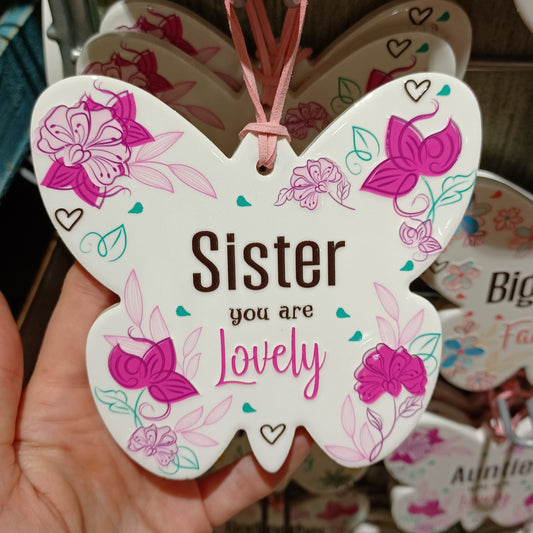 Sister
you are
Lovely
Big
Auntie